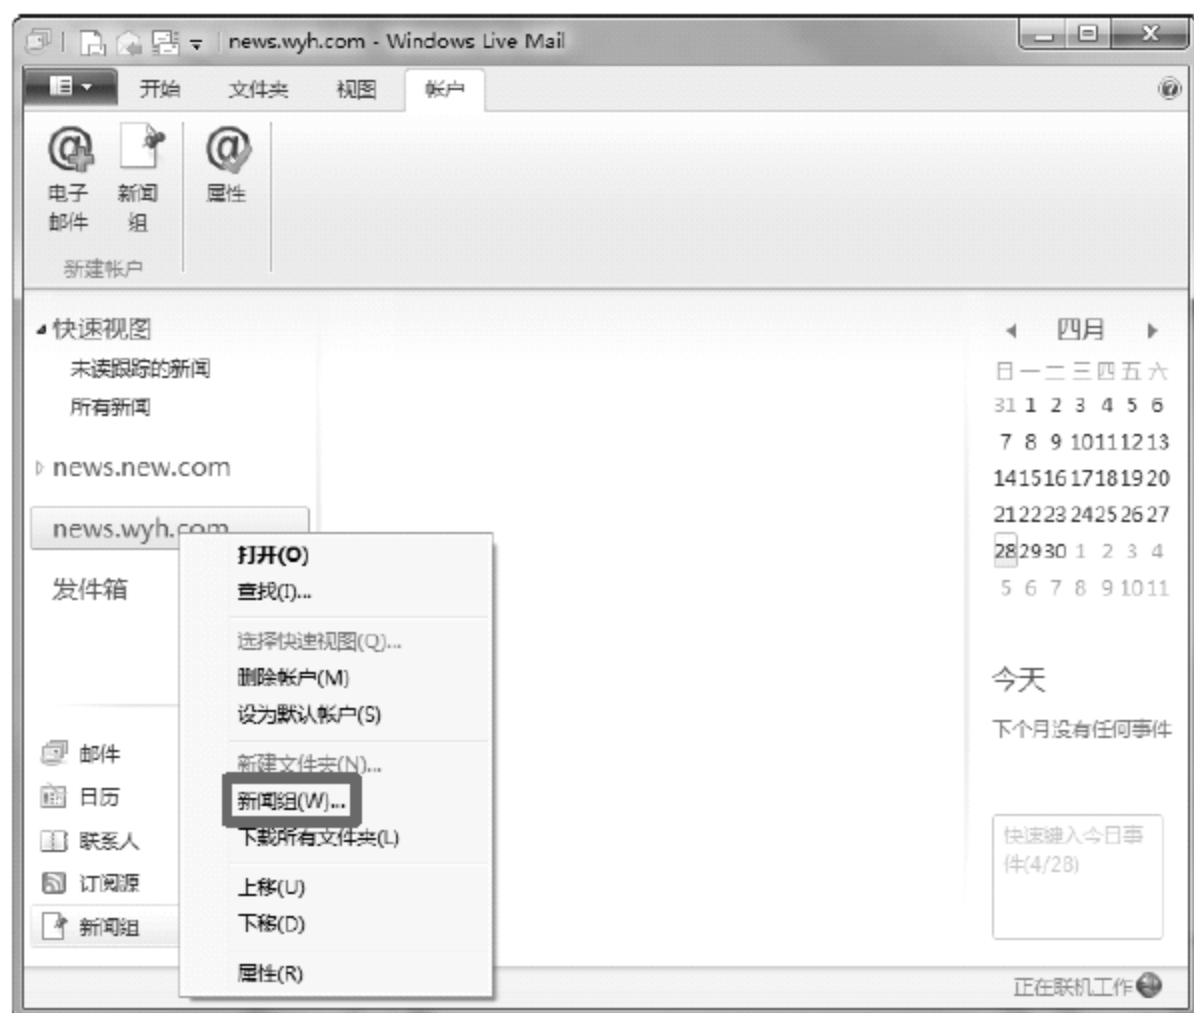 news.wyh.com - Windows Live Mail
开始 文件夹 视图 帐户
电子邮件
新闻组
属性
新建帐户
快速视图
未读跟踪的新闻
所有新闻
news.new.com
news.wyh.com
发件箱
邮件
日历
联系人
订阅源
新闻组
打开(O)
查找(I)...
选择快速视图(Q)...
删除帐户(M)
设为默认帐户(S)
新建文件夹(N)...
新闻组(W)...
下载所有文件夹(L)
上移(U)
下移(D)
属性(R)
四月
日 一 二 三 四 五 六
31 1 2 3 4 5 6
7 8 9 10 11 12 13
14 15 16 17 18 19 20
21 22 23 24 25 26 27
28 29 30 1 2 3 4
5 6 7 8 9 10 11
今天
下个月没有任何事件
快速键入今日事
件(4/28)
正在联机工作